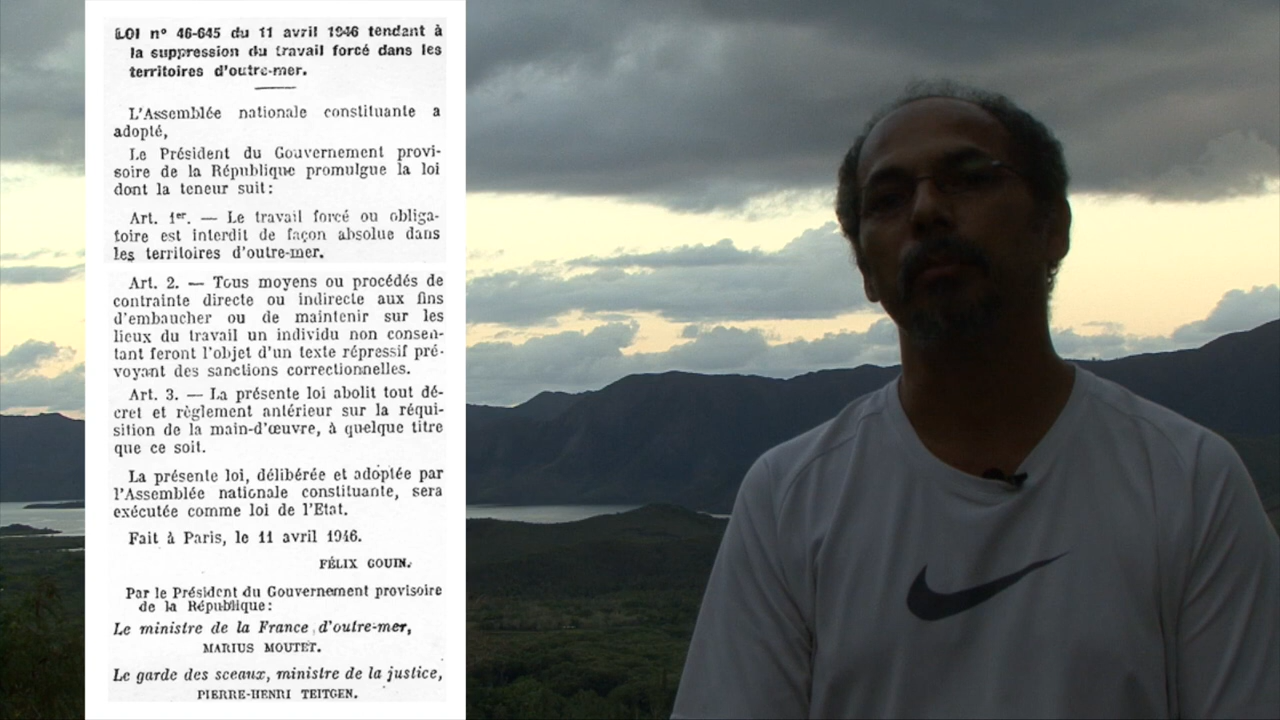 LOI nº 46-645 du 11 avril 1946 tendant à
la suppression du travail forcé dans les
territoires d'outre-mer.
L'Assemblée nationale constituante a
adopté,
Le Président du Gouvernement provi-
soire de la République promulgue la loi
dont la teneur suit:
Art. 1er. — Le travail forcé ou obliga-
toire est interdit de façon absolue dans
les territoires d'outre-mer.
Art. 2. — Tous moyens ou procédés de
contrainte directe ou indirecte aux fins
d'embaucher ou de maintenir sur les
lieux du travail un individu non consen-
tant feront l'objet d'un texte répressif pré-
voyant des sanctions correctionnelles.
Art. 3. — La présente loi abolit tout dé-
cret et règlement antérieur sur la réqui-
sition de la main-d'œuvre, à quelque titre
que ce soit.
La présente loi, délibérée et adoptée par
l'Assemblée nationale constituante, sera
exécutée comme loi de l'Etat.
Fait à Paris, le 11 avril 1946.
FÉLIX GOUIN.
Par le Président du Gouvernement provisoire
de la République:
Le ministre de la France d'outre-mer,
MARIUS MOUTET.
Le garde des sceaux, ministre de la justice,
PIERRE-HENRI TEITGEN.